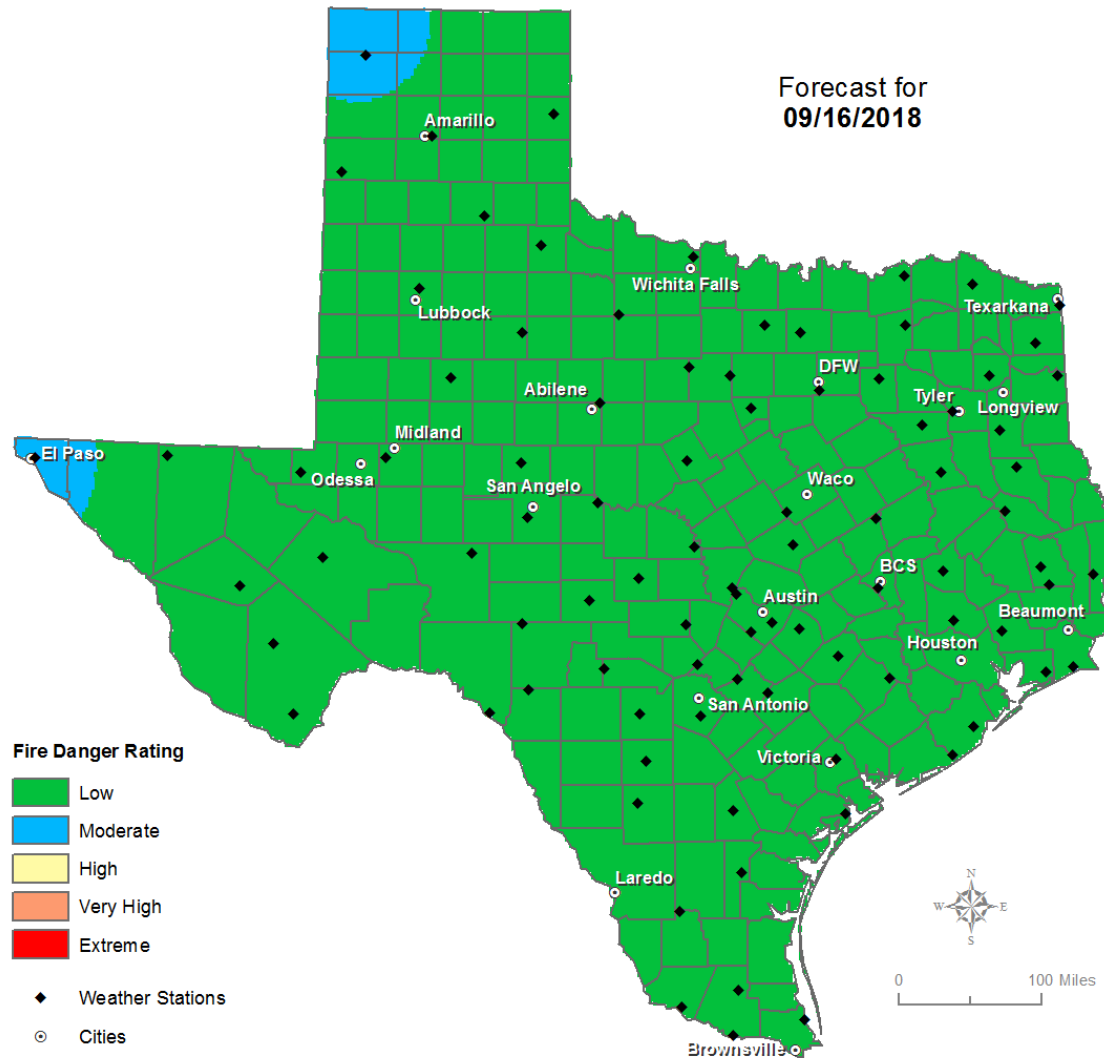 Forecast for
09/16/2018
Amarillo
Wichita Falls
Texarkana
Lubbock
DFW
Abilene
Tyler
Longview
Midland
El Paso
Odessa
San Angelo
Waco
BCS
Austin
Beaumont
Houston
San Antonio
Victoria
Laredo
Brownsville
Fire Danger Rating
Low
Moderate
High
Very High
Extreme
Weather Stations
Cities
N
W E
S
0 100 Miles